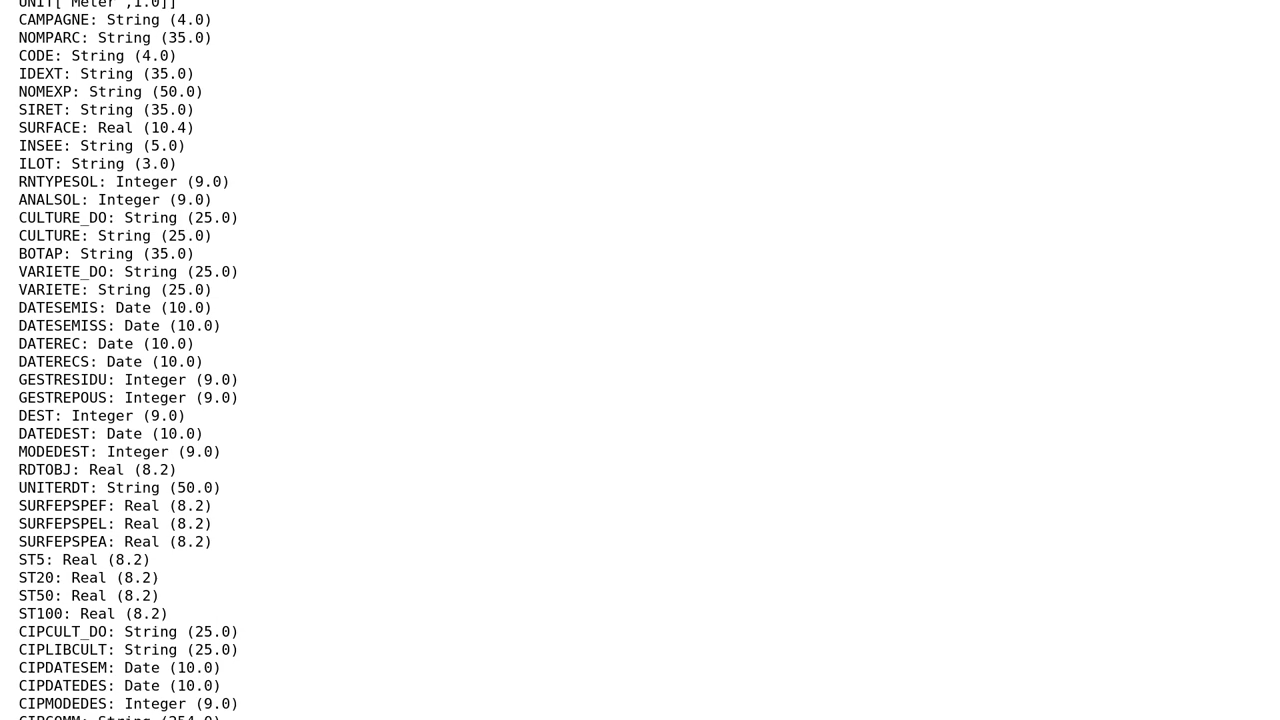 UNIT["Meter",1.0]]
CAMPAGNE: String (4.0)
NOMPARC: String (35.0)
CODE: String (4.0)
IDEXT: String (35.0)
NOMEXP: String (50.0)
SIRET: String (35.0)
SURFACE: Real (10.4)
INSEE: String (5.0)
ILOT: String (3.0)
RNTYPESOL: Integer (9.0)
ANALSOL: Integer (9.0)
CULTURE_DO: String (25.0)
CULTURE: String (25.0)
BOTAP: String (35.0)
VARIETE_DO: String (25.0)
VARIETE: String (25.0)
DATESEMIS: Date (10.0)
DATESEMISS: Date (10.0)
DATEREC: Date (10.0)
DATERECS: Date (10.0)
GESTRESIDU: Integer (9.0)
GESTREPOUS: Integer (9.0)
DEST: Integer (9.0)
DATEDEST: Date (10.0)
MODEDEST: Integer (9.0)
RDTOBJ: Real (8.2)
UNITERDT: String (50.0)
SURFEPSPEF: Real (8.2)
SURFEPSPEL: Real (8.2)
SURFEPSPEA: Real (8.2)
ST5: Real (8.2)
ST20: Real (8.2)
ST50: Real (8.2)
ST100: Real (8.2)
CIPCULT_DO: String (25.0)
CIPLIBCULT: String (25.0)
CIPDATESEM: Date (10.0)
CIPDATEDES: Date (10.0)
CIPMODEDES: Integer (9.0)
CIPCOMM: String (254.0)